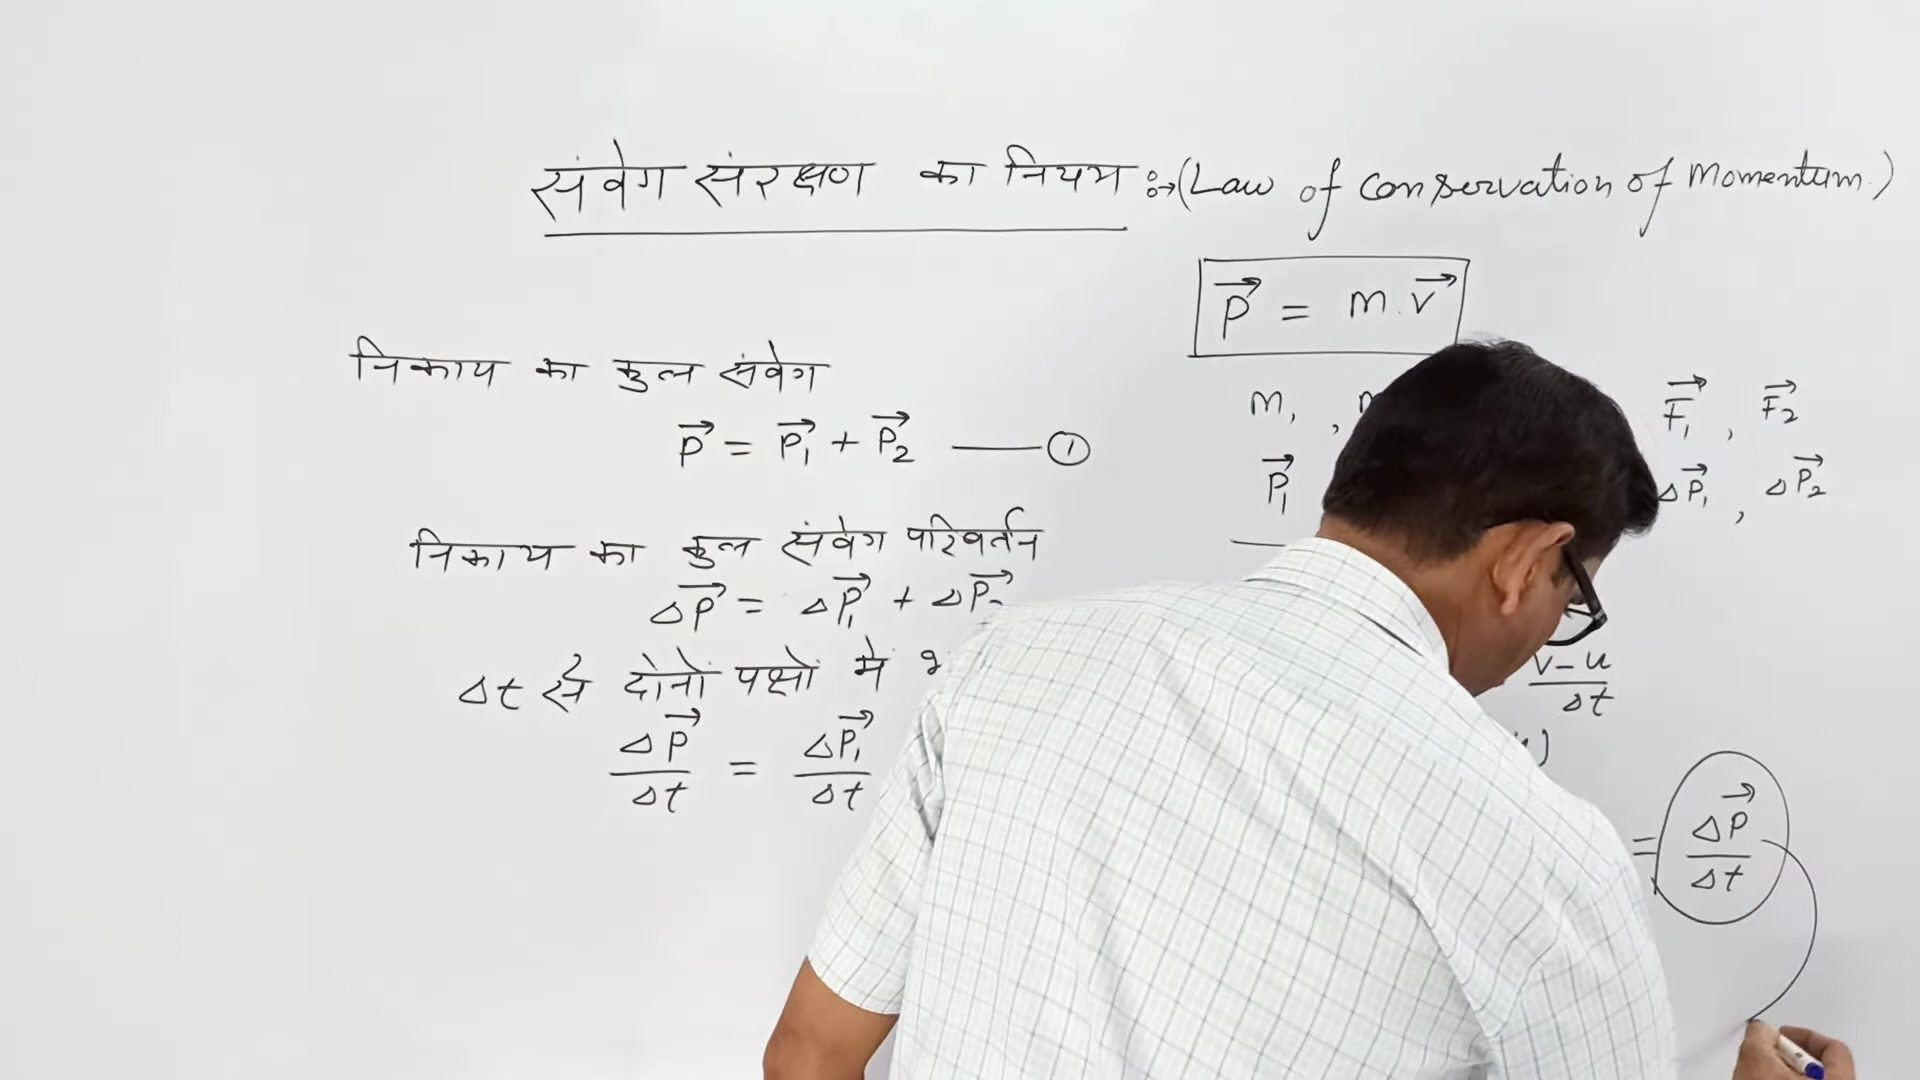 संवेग संरक्षण का नियम :→ (Law of conservation of Momentum.)
निकाय का कुल संवेग
P⃗ = P⃗₁ + P⃗₂ —— ①
निकाय का कुल संवेग परिवर्तन
ΔP⃗ = ΔP⃗₁ + ΔP⃗₂
Δt से दोनों पक्षो मे
ΔP⃗/Δt = ΔP⃗₁/Δt
P⃗ = m.v⃗
m₁,
F⃗₁, F⃗₂
P⃗₁
ΔP⃗₁, ΔP⃗₂
v-u/Δt
= ΔP⃗/Δt